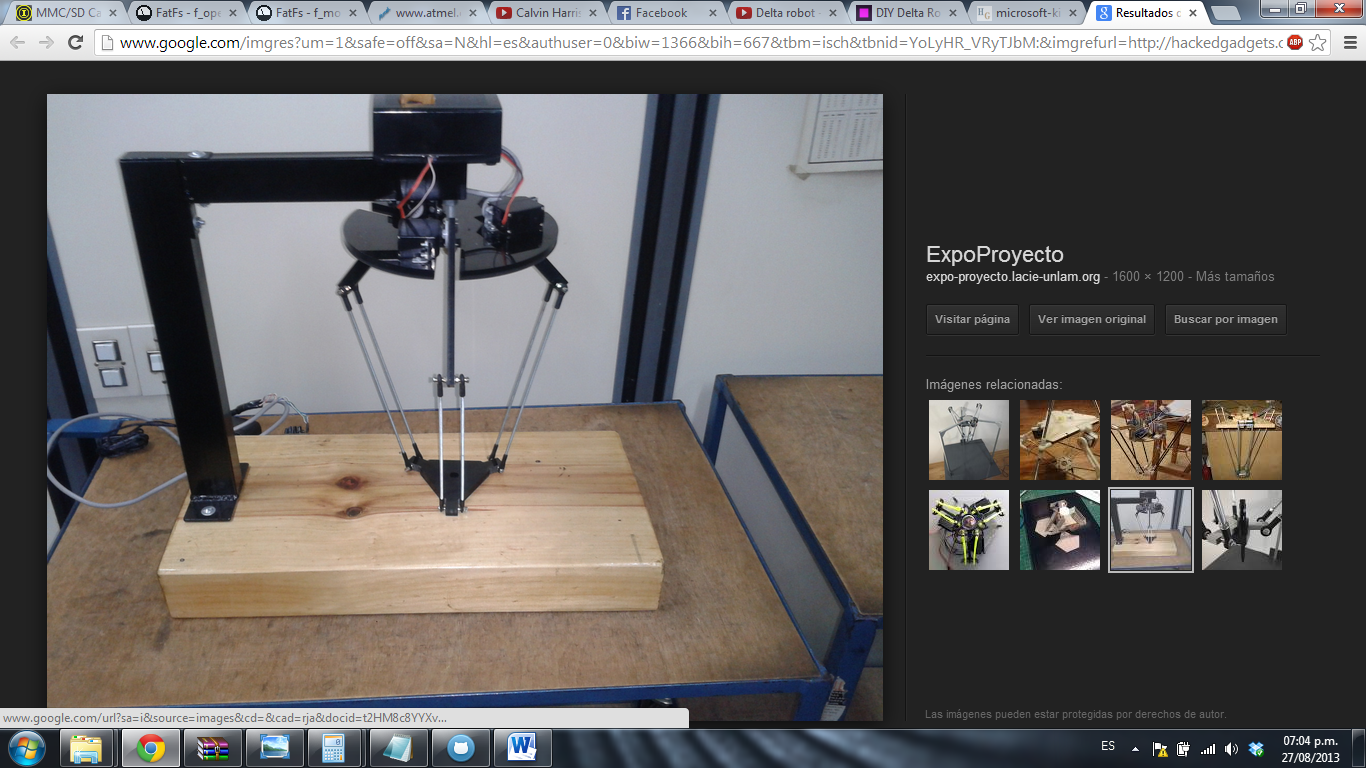 MMC/SD Ca
FatFs - f_ope
FatFs - f_mo
www.atmel.
Calvin Harris
Facebook
Delta robot -
DIY Delta Ro
microsoft-ki
Resultados d
www.google.com/imgres?um=1&safe=off&sa=N&hl=es&authuser=0&biw=1366&bih=667&tbm=isch&tbnid=YoLyHR_VRyTJbM:&imgrefurl=http://hackedgadgets.c
ABP
ExpoProyecto
expo-proyecto.lacie-unlam.org - 1600 × 1200 - Más tamaños
Visitar página
Ver imagen original
Buscar por imagen
Imágenes relacionadas:
Las imágenes pueden estar protegidas por derechos de autor.
www.google.com/url?sa=i&source=images&cd=&cad=rja&docid=t2HM8c8YYXv...
ES
07:04 p.m.
27/08/2013